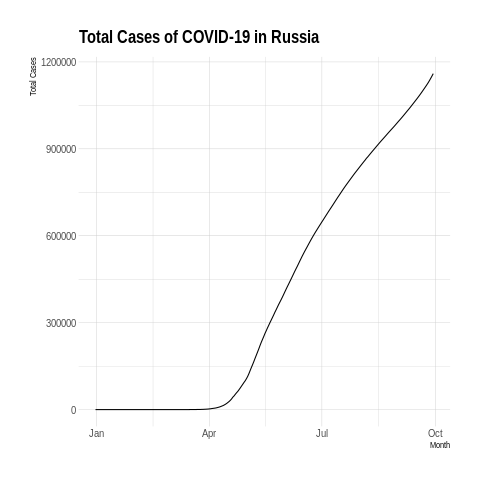 Total Cases of COVID-19 in Russia
Total Cases
1200000
900000
600000
300000
0
Jan Apr Jul Oct
Month